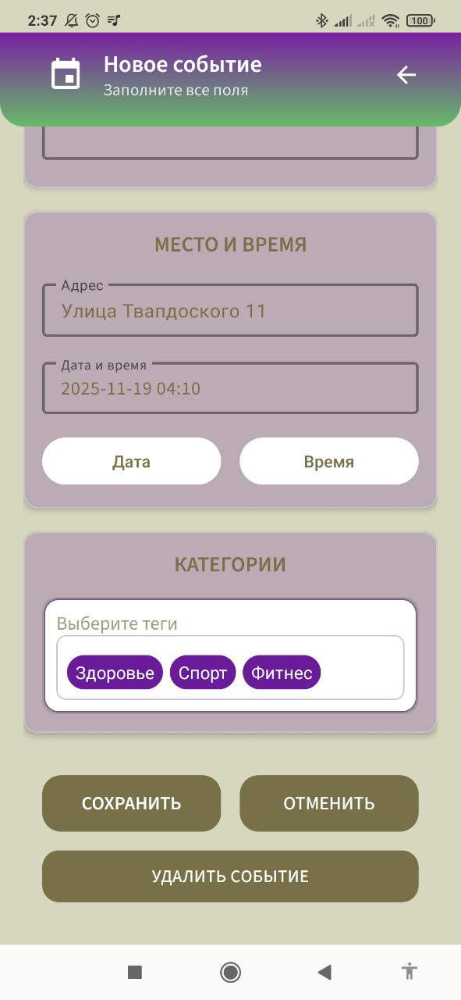 2:37
100
Новое событие
Заполните все поля
МЕСТО И ВРЕМЯ
Адрес
Улица Твапдоского 11
Дата и время
2025-11-19 04:10
Дата Время
КАТЕГОРИИ
Выберите теги
Здоровье Спорт Фитнес
СОХРАНИТЬ ОТМЕНИТЬ
УДАЛИТЬ СОБЫТИЕ